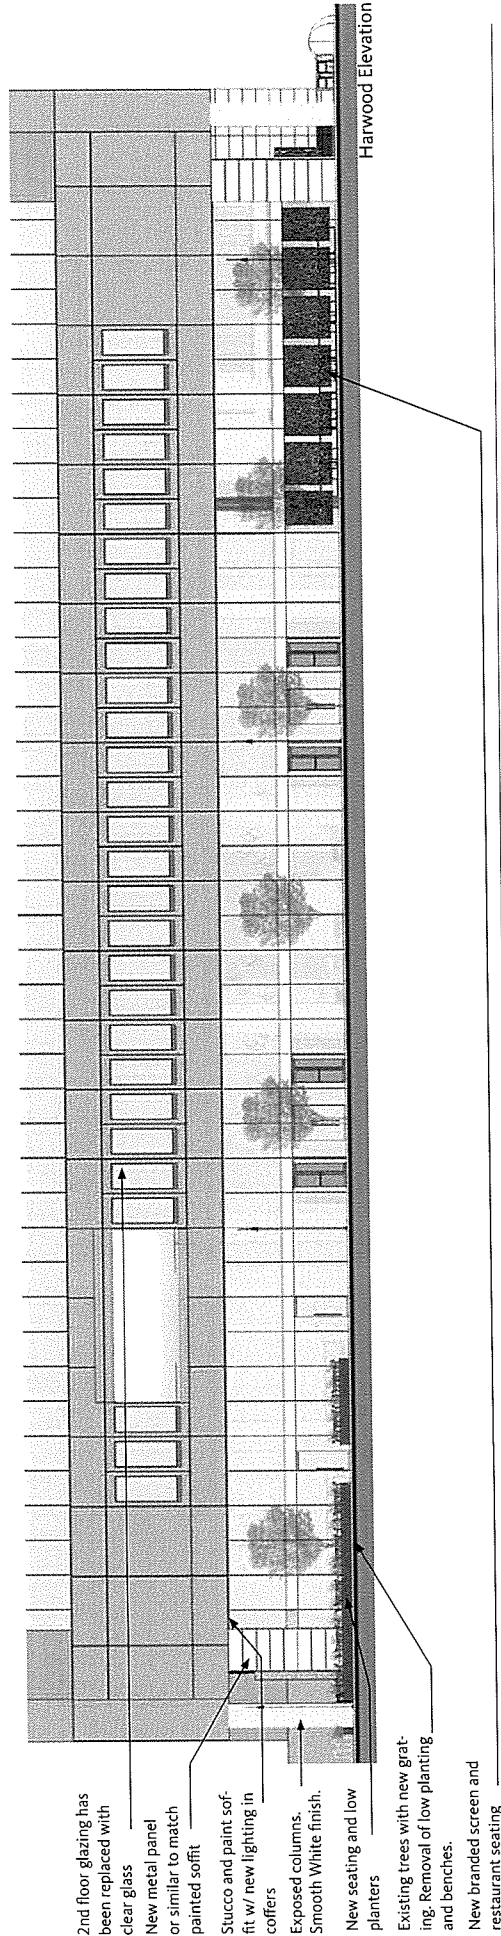 2nd floor glazing has
been replaced with
clear glass
New metal panel
or similar to match
painted soffit
Stucco and paint sof-
fit w/ new lighting in
coffers
Exposed columns.
Smooth White finish.
New seating and low
planters
Existing trees with new grat-
ing. Removal of low planting
and benches.
New branded screen and
restaurant seating
Harwood Elevation